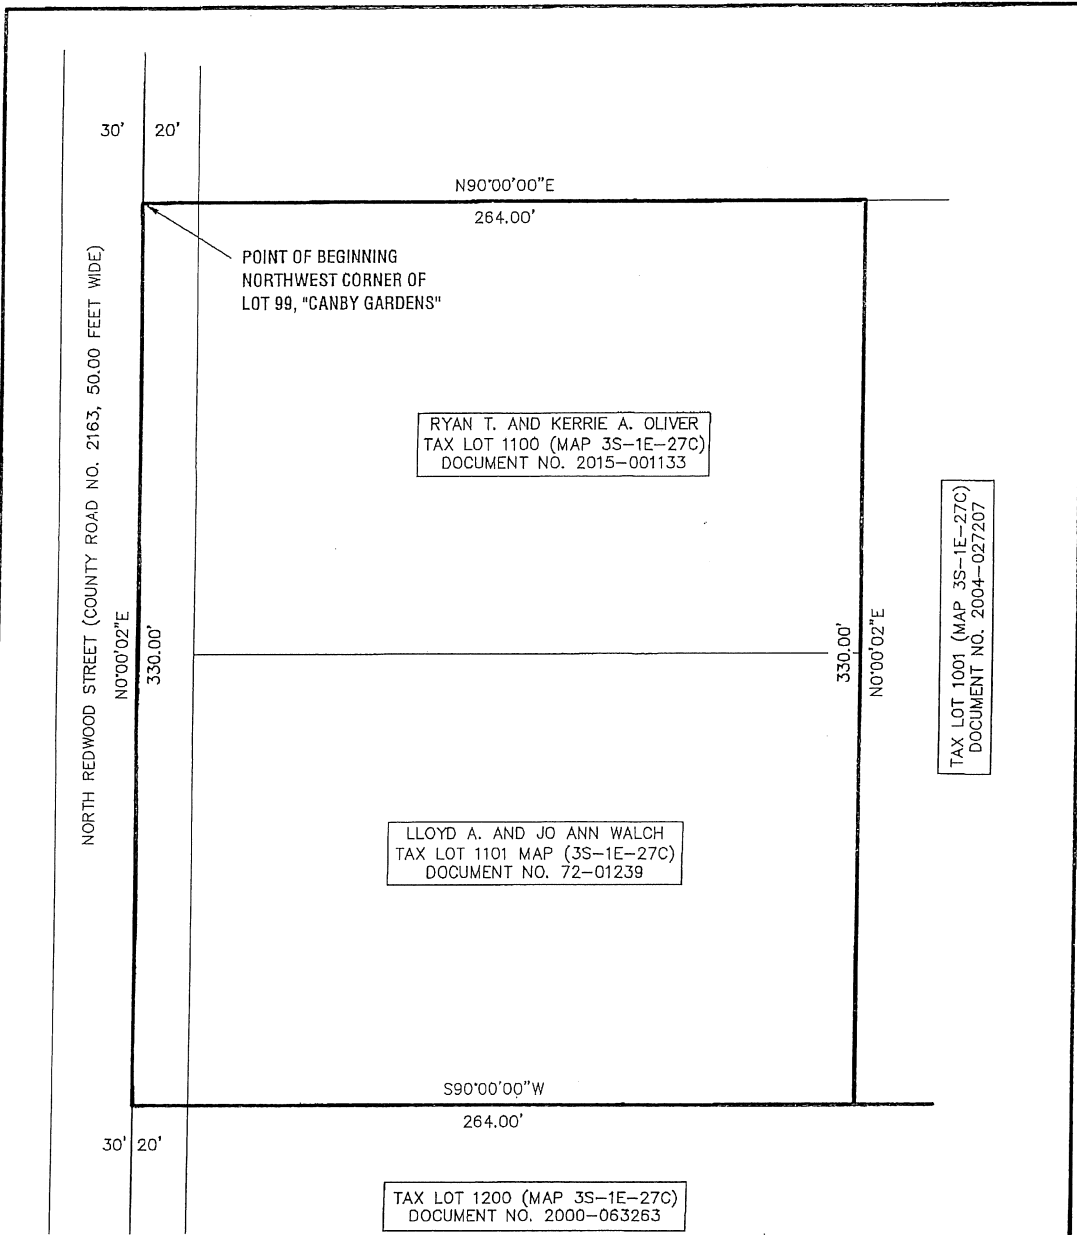 30' 20'
N90°00'00"E
264.00'
POINT OF BEGINNING
NORTHWEST CORNER OF
LOT 99, "CANBY GARDENS"
NORTH REDWOOD STREET (COUNTY ROAD NO. 2163, 50.00 FEET WIDE)
RYAN T. AND KERRIE A. OLIVER
TAX LOT 1100 (MAP 3S-1E-27C)
DOCUMENT NO. 2015-001133
TAX LOT 1001 (MAP 3S-1E-27C)
DOCUMENT NO. 2004-027207
N0°00'02"E
330.00'
330.00'
N0°00'02"E
LLOYD A. AND JO ANN WALCH
TAX LOT 1101 MAP (3S-1E-27C)
DOCUMENT NO. 72-01239
S90°00'00"W
264.00'
30' 20'
TAX LOT 1200 (MAP 3S-1E-27C)
DOCUMENT NO. 2000-063263